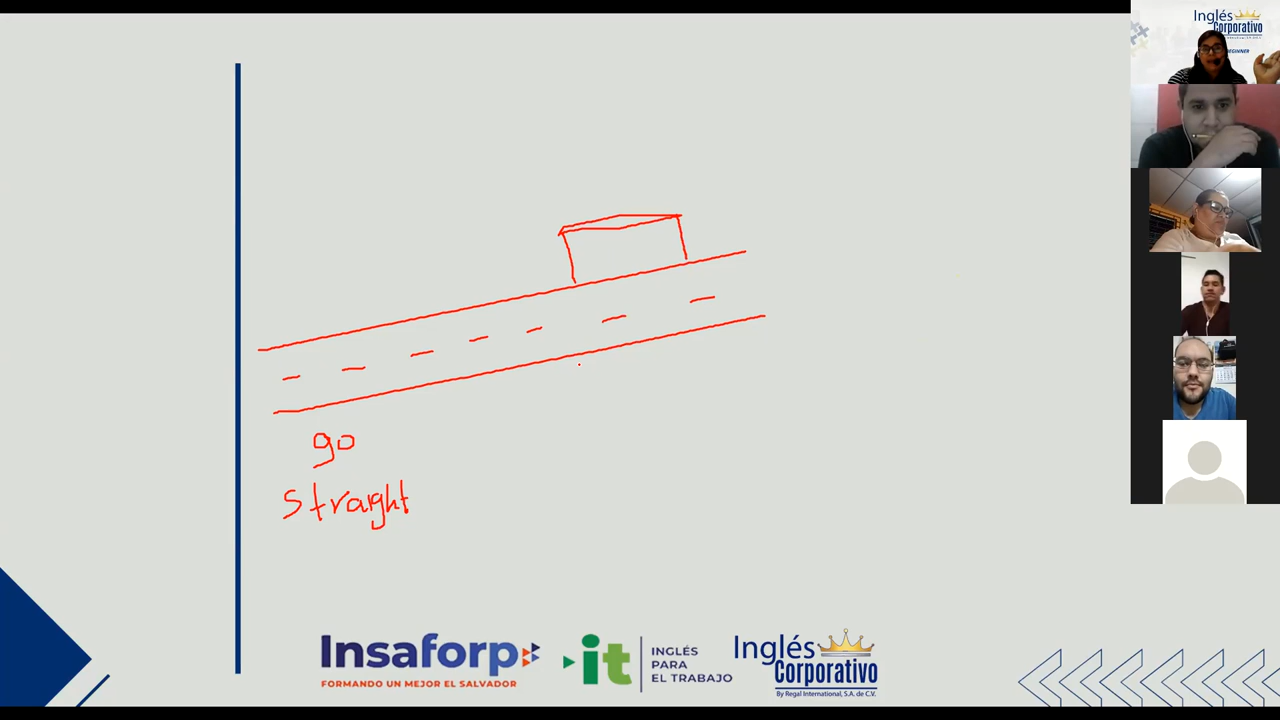 Inglés
Corporativo
BEGINNER
go
straight
Insaforp
FORMANDO UN MEJOR EL SALVADOR
it
INGLÉS
PARA
EL TRABAJO
Inglés
Corporativo
By Regal International, S.A. de C.V.